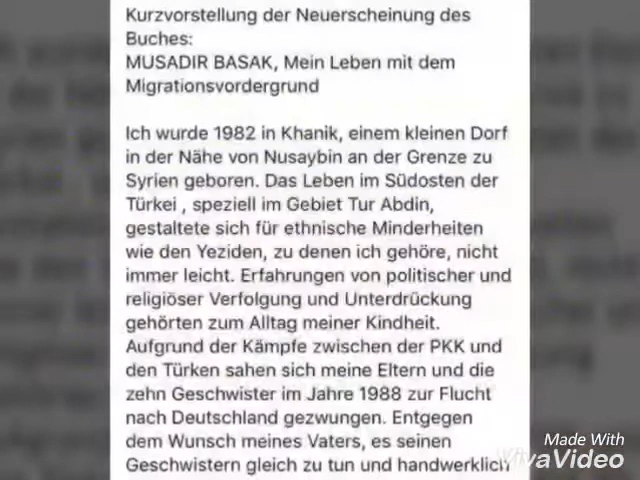 Kurzvorstellung der Neuerscheinung des
Buches:
MUSADIR BASAK, Mein Leben mit dem
Migrationsvordergrund
Ich wurde 1982 in Khanik, einem kleinen Dorf
in der Nähe von Nusaybin an der Grenze zu
Syrien geboren. Das Leben im Südosten der
Türkei , speziell im Gebiet Tur Abdin,
gestaltete sich für ethnische Minderheiten
wie den Yeziden, zu denen ich gehöre, nicht
immer leicht. Erfahrungen von politischer und
religiöser Verfolgung und Unterdrückung
gehörten zum Alltag meiner Kindheit.
Aufgrund der Kämpfe zwischen der PKK und
den Türken sahen sich meine Eltern und die
zehn Geschwister im Jahre 1988 zur Flucht
nach Deutschland gezwungen. Entgegen
dem Wunsch meines Vaters, es seinen
Geschwistern gleich zu tun und handwerklich
Made With
VivaVideo